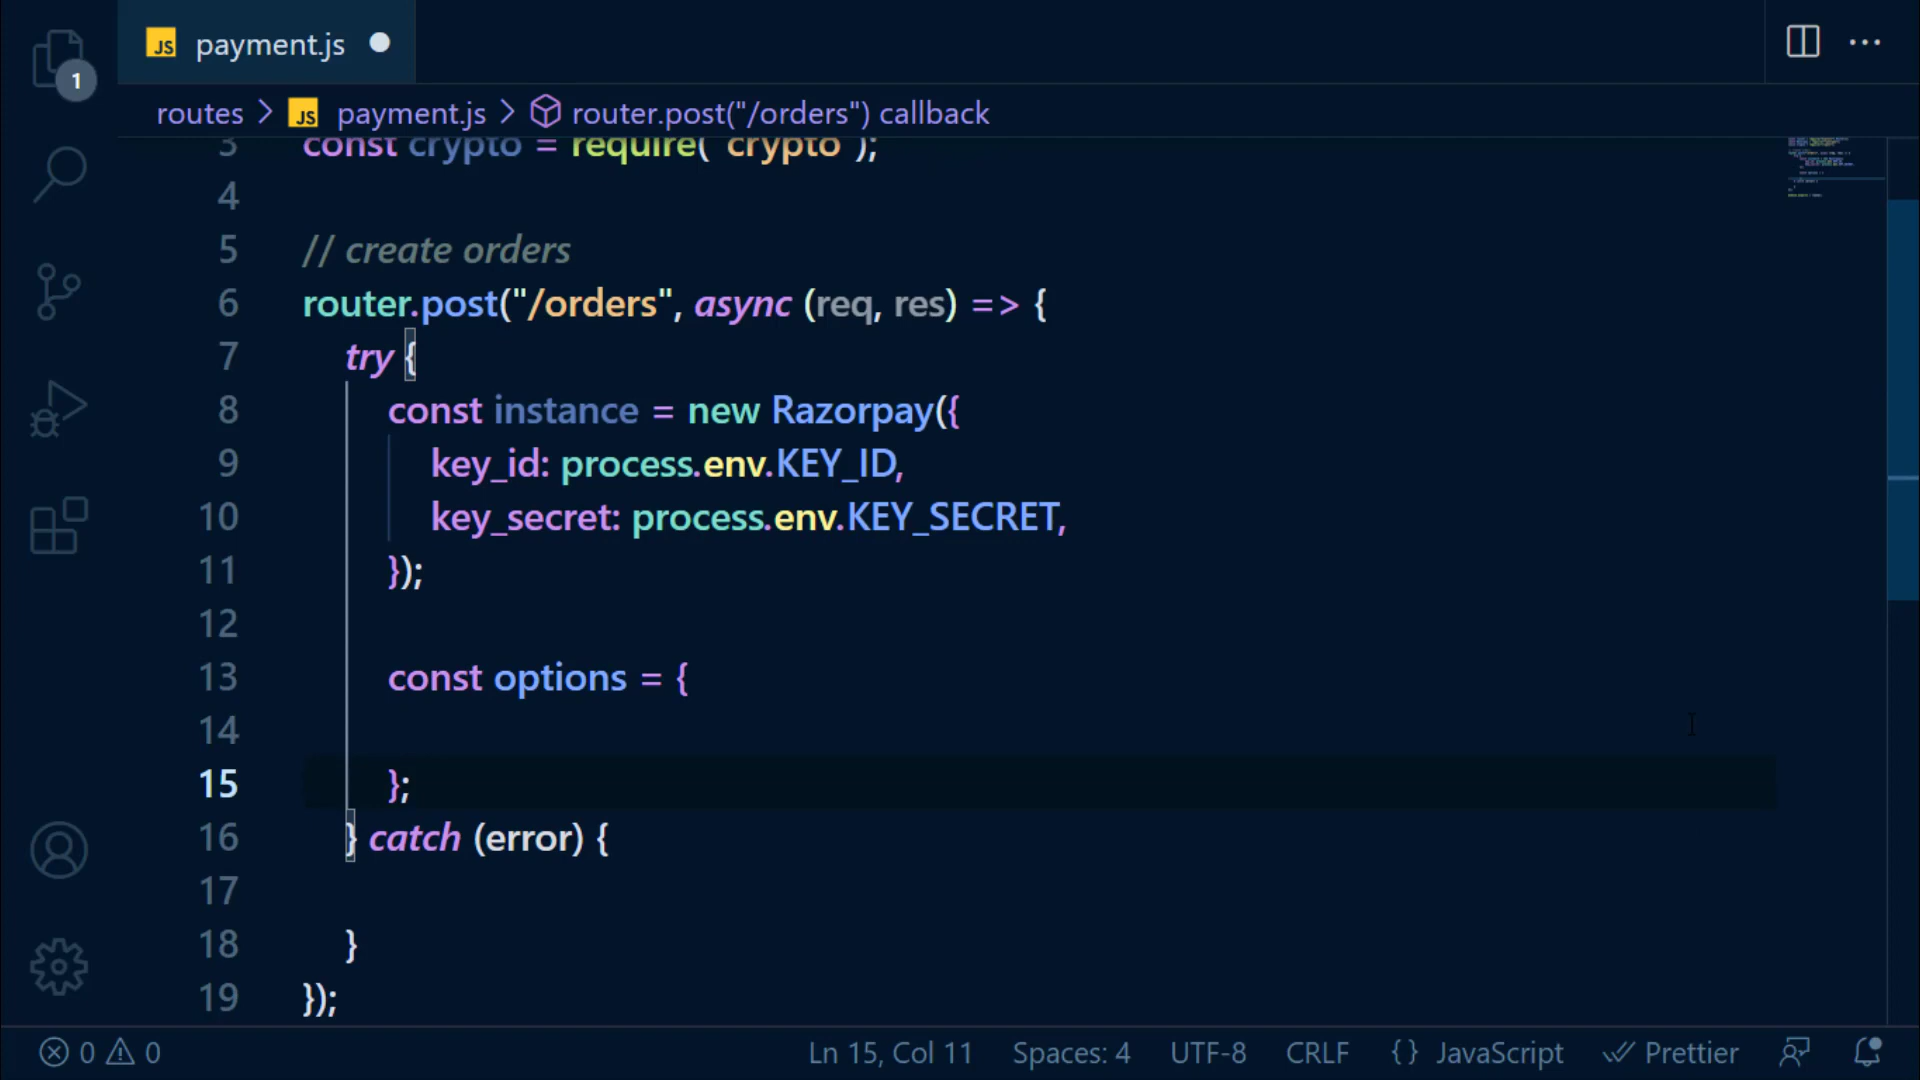 JS payment.js
1
routes > JS payment.js > router.post("/orders") callback
3 const crypto = require("crypto");
4
5 // create orders
6 router.post("/orders", async (req, res) => {
7 try {
8 const instance = new Razorpay({
9 key_id: process.env.KEY_ID,
10 key_secret: process.env.KEY_SECRET,
11 });
12
13 const options = {
14
15 };
16 } catch (error) {
17
18 }
19 });
0 0 Ln 15, Col 11 Spaces: 4 UTF-8 CRLF {} JavaScript Prettier